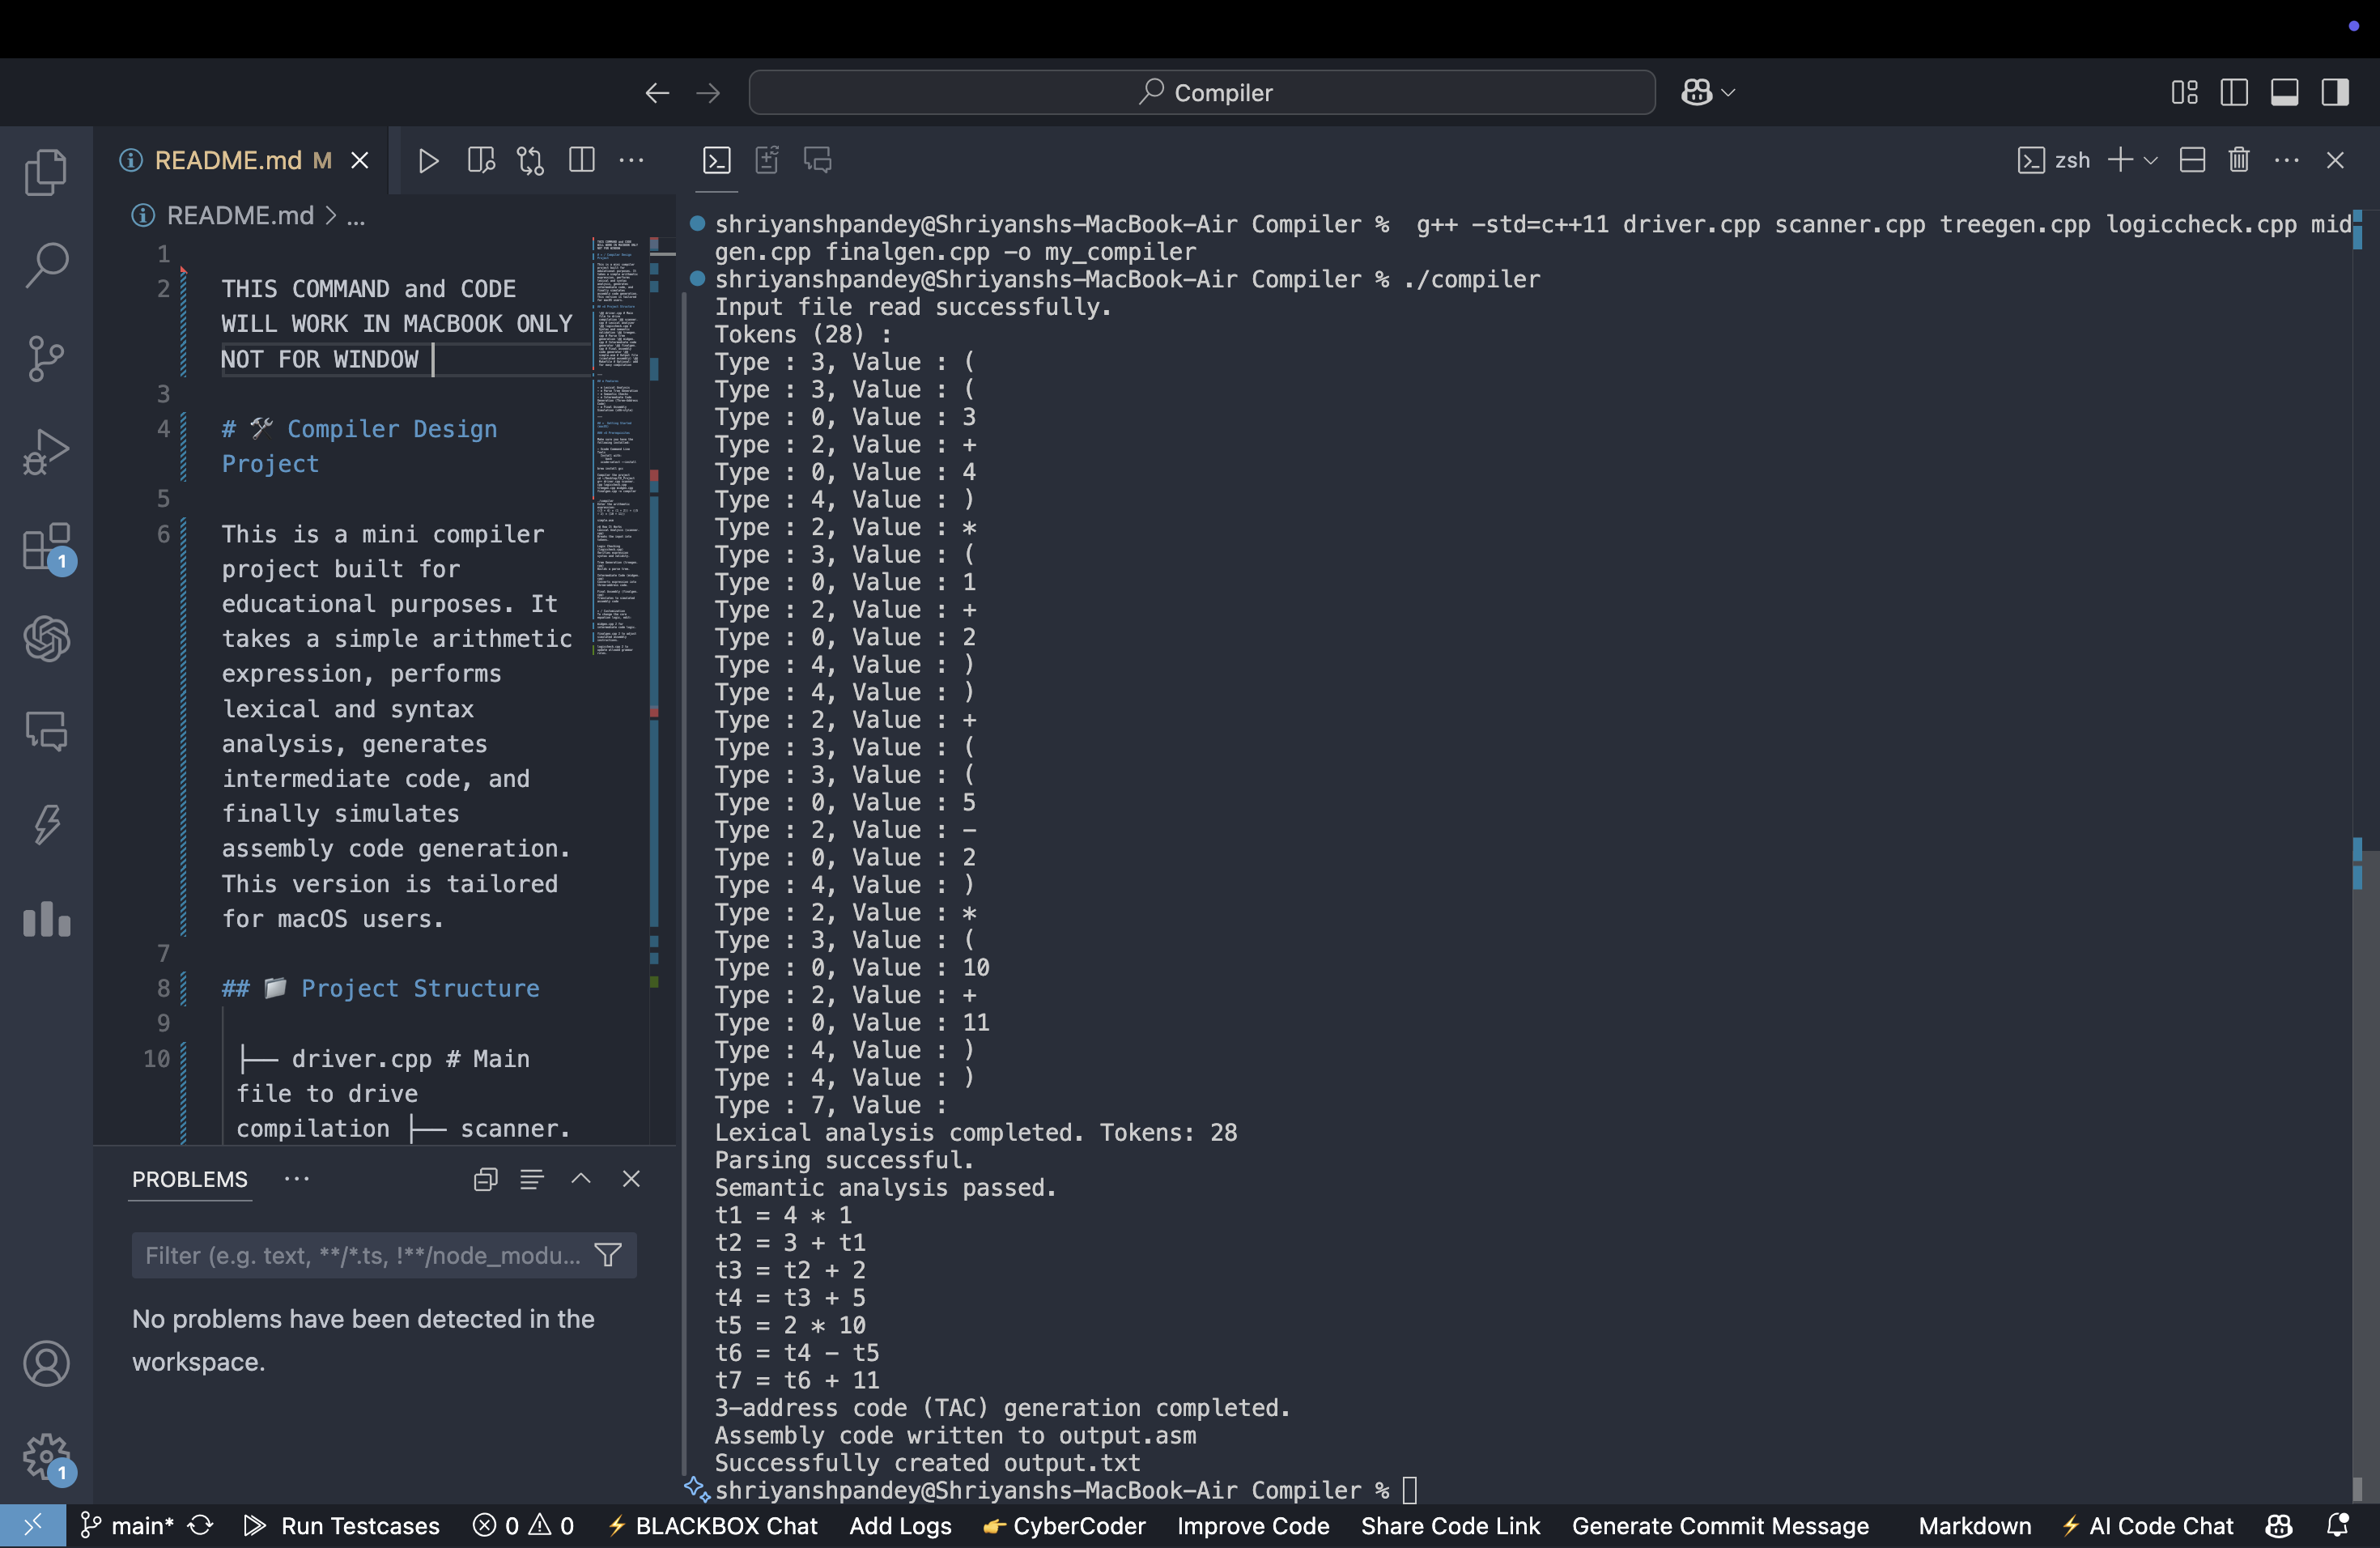 Compiler
README.md M
zsh
README.md > ...
1
2 THIS COMMAND and CODE
WILL WORK IN MACBOOK ONLY
NOT FOR WINDOW
3
4 # 🛠 Compiler Design
Project
5
6 This is a mini compiler
project built for
educational purposes. It
takes a simple arithmetic
expression, performs
lexical and syntax
analysis, generates
intermediate code, and
finally simulates
assembly code generation.
This version is tailored
for macOS users.
7
8 ## 📁 Project Structure
9
10 ├── driver.cpp # Main
file to drive
compilation ├── scanner.
PROBLEMS ...
Filter (e.g. text, **/*.ts, !**/node_modu...
No problems have been detected in the
workspace.
shriyanshpandey@Shriyanshs-MacBook-Air Compiler %  g++ -std=c++11 driver.cpp scanner.cpp treegen.cpp logiccheck.cpp mid
gen.cpp finalgen.cpp -o my_compiler
shriyanshpandey@Shriyanshs-MacBook-Air Compiler % ./compiler
Input file read successfully.
Tokens (28) :
Type : 3, Value : (
Type : 3, Value : (
Type : 0, Value : 3
Type : 2, Value : +
Type : 0, Value : 4
Type : 4, Value : )
Type : 2, Value : *
Type : 3, Value : (
Type : 0, Value : 1
Type : 2, Value : +
Type : 0, Value : 2
Type : 4, Value : )
Type : 4, Value : )
Type : 2, Value : +
Type : 3, Value : (
Type : 3, Value : (
Type : 0, Value : 5
Type : 2, Value : -
Type : 0, Value : 2
Type : 4, Value : )
Type : 2, Value : *
Type : 3, Value : (
Type : 0, Value : 10
Type : 2, Value : +
Type : 0, Value : 11
Type : 4, Value : )
Type : 4, Value : )
Type : 7, Value :
Lexical analysis completed. Tokens: 28
Parsing successful.
Semantic analysis passed.
t1 = 4 * 1
t2 = 3 + t1
t3 = t2 + 2
t4 = t3 + 5
t5 = 2 * 10
t6 = t4 - t5
t7 = t6 + 11
3-address code (TAC) generation completed.
Assembly code written to output.asm
Successfully created output.txt
shriyanshpandey@Shriyanshs-MacBook-Air Compiler %
1
1
main* Run Testcases 0 0 ⚡ BLACKBOX Chat Add Logs 👉 CyberCoder Improve Code Share Code Link Generate Commit Message Markdown ⚡ AI Code Chat